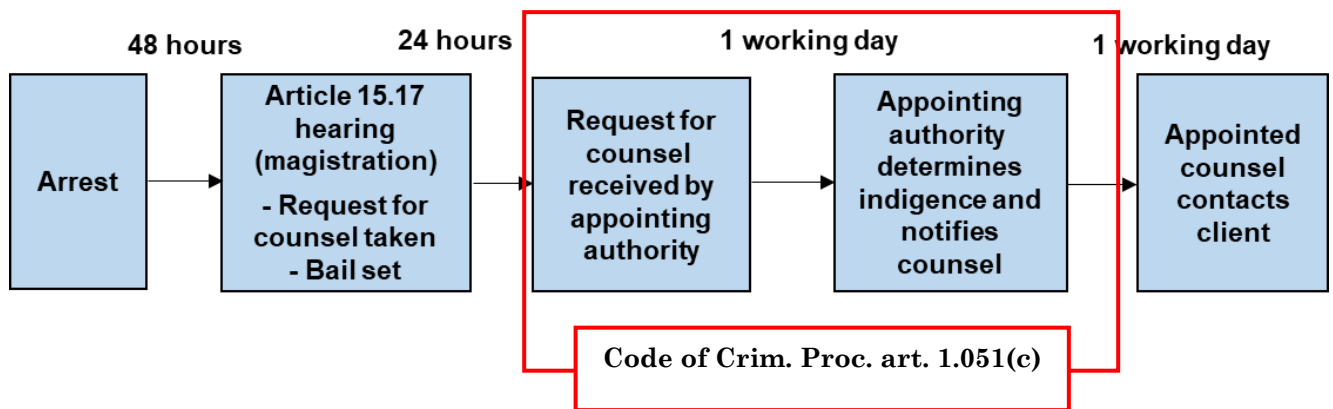 48 hours
24 hours
1 working day
1 working day
Arrest
Article 15.17
hearing
(magistration)
- Request for
counsel taken
- Bail set
Request for
counsel
received by
appointing
authority
Appointing
authority
determines
indigence and
notifies
counsel
Appointed
counsel
contacts
client
Code of Crim. Proc. art. 1.051(c)